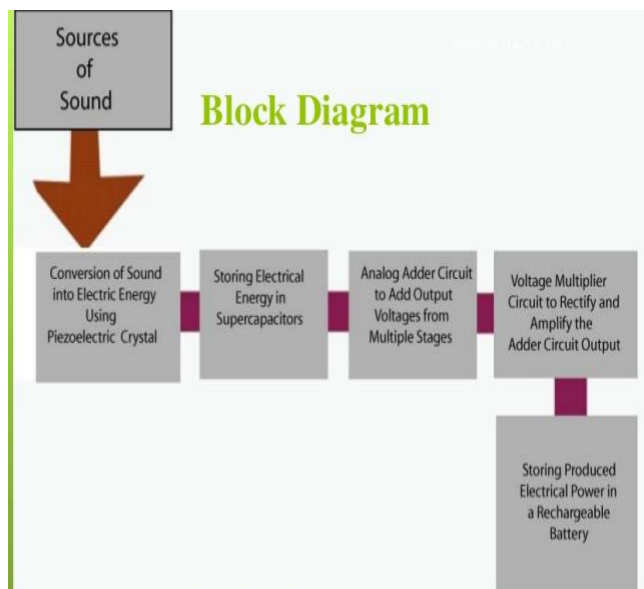 Sources
of
Sound
Block Diagram
Conversion of Sound
into Electric Energy
Using
Piezoelectric Crystal
Storing Electrical
Energy in
Supercapacitors
Analog Adder Circuit
to Add Output
Voltages from
Multiple Stages
Voltage Multiplier
Circuit to Rectify and
Amplify the
Adder Circuit Output
Storing Produced
Electrical Power in
a Rechargeable
Battery